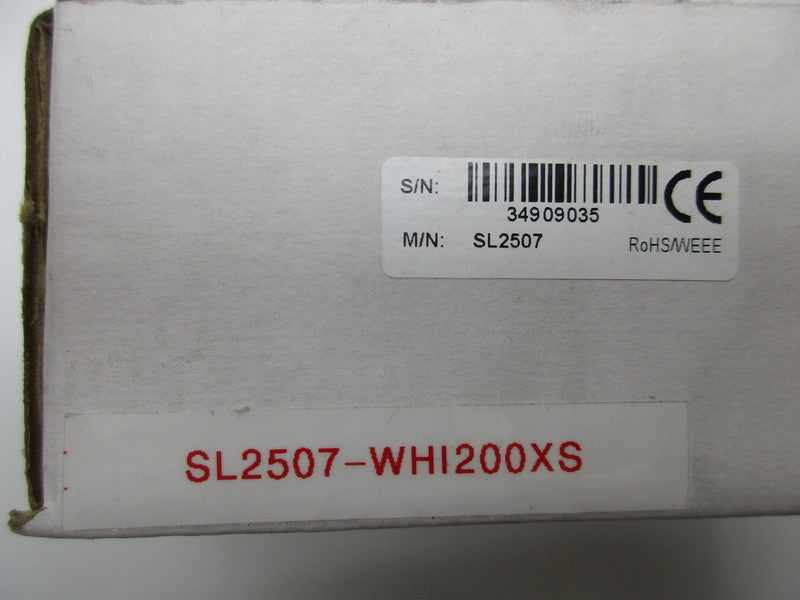 S/N:
34909035
CE
M/N: SL2507 RoHS/WEEE
SL2507-WHI200XS